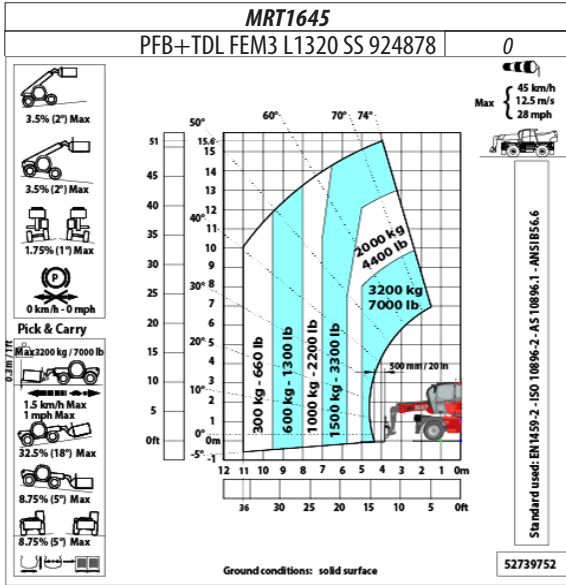 MRT1645
PFB+TDL FEM3 L1320 SS 924878 0
3.5% (2°) Max
3.5% (2°) Max
1.75% (1°) Max
P
0 km/h - 0 mph
Pick & Carry
Max 3200 kg / 7000 lb
0.3m / 1ft
1.5 km/h Max
1 mph Max
32.5% (18°) Max
8.75% (5°) Max
8.75% (5°) Max
Max
45 km/h
12.5 m/s
28 mph
50° 60° 70° 74°
40°
30°
20°
10°
0°
-5°
51
45
40
35
30
25
20
15
10
5
0ft
15.6
15
14
13
12
11
10
9
8
7
6
5
4
3
2
1
0m
-1
300 kg - 660 lb
600 kg - 1300 lb
1000 kg - 2200 lb
1500 kg - 3300 lb
2000 kg
4400 lb
3200 kg
7000 lb
500 mm / 20 in
12 11 10 9 8 7 6 5 4 3 2 1 0m
36 30 25 20 15 10 5 0ft
Ground conditions: solid surface
Standard used: EN1459-2 - ISO 10896-2 - AS 10896.1 - ANSIB56.6
52739752